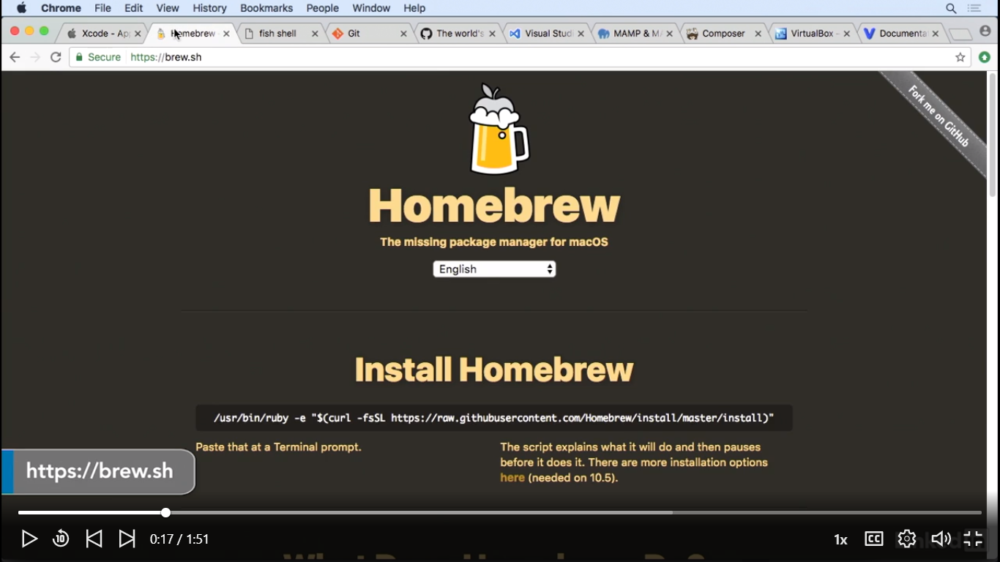 Chrome File Edit View History Bookmarks People Window Help
Xcode - Ap Homebrew fish shell Git The world's Visual Stud MAMP & M Composer VirtualBox - Documenta
Secure https://brew.sh
Fork me on GitHub
Homebrew
The missing package manager for macOS
English
Install Homebrew
/usr/bin/ruby -e "$(curl -fsSL https://raw.githubusercontent.com/Homebrew/install/master/install)"
Paste that at a Terminal prompt.
The script explains what it will do and then pauses
before it does it. There are more installation options
here (needed on 10.5).
https://brew.sh
10 0:17 / 1:51 1x CC